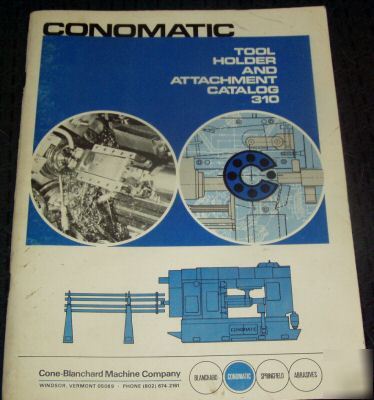 CONOMATIC
TOOL
HOLDER
AND
ATTACHMENT
CATALOG
310
CONOMATIC
Cone-Blanchard Machine Company
WINDSOR, VERMONT 05089 · PHONE (802) 674-2161
BLANCHARD
CONOMATIC
SPRINGFIELD
ABRASIVES